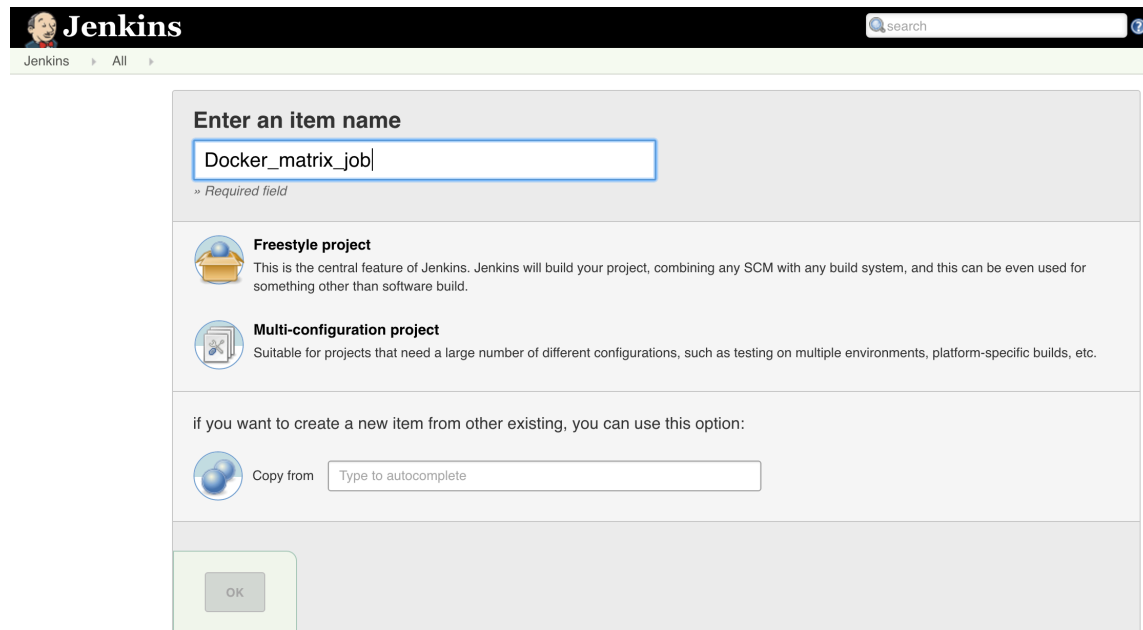 Jenkins
search
Jenkins
All
Enter an item name
Docker_matrix_job
» Required field
Freestyle project
This is the central feature of Jenkins. Jenkins will build your project, combining any SCM with any build system, and this can be even used for
something other than software build.
Multi-configuration project
Suitable for projects that need a large number of different configurations, such as testing on multiple environments, platform-specific builds, etc.
if you want to create a new item from other existing, you can use this option:
Copy from
Type to autocomplete
OK